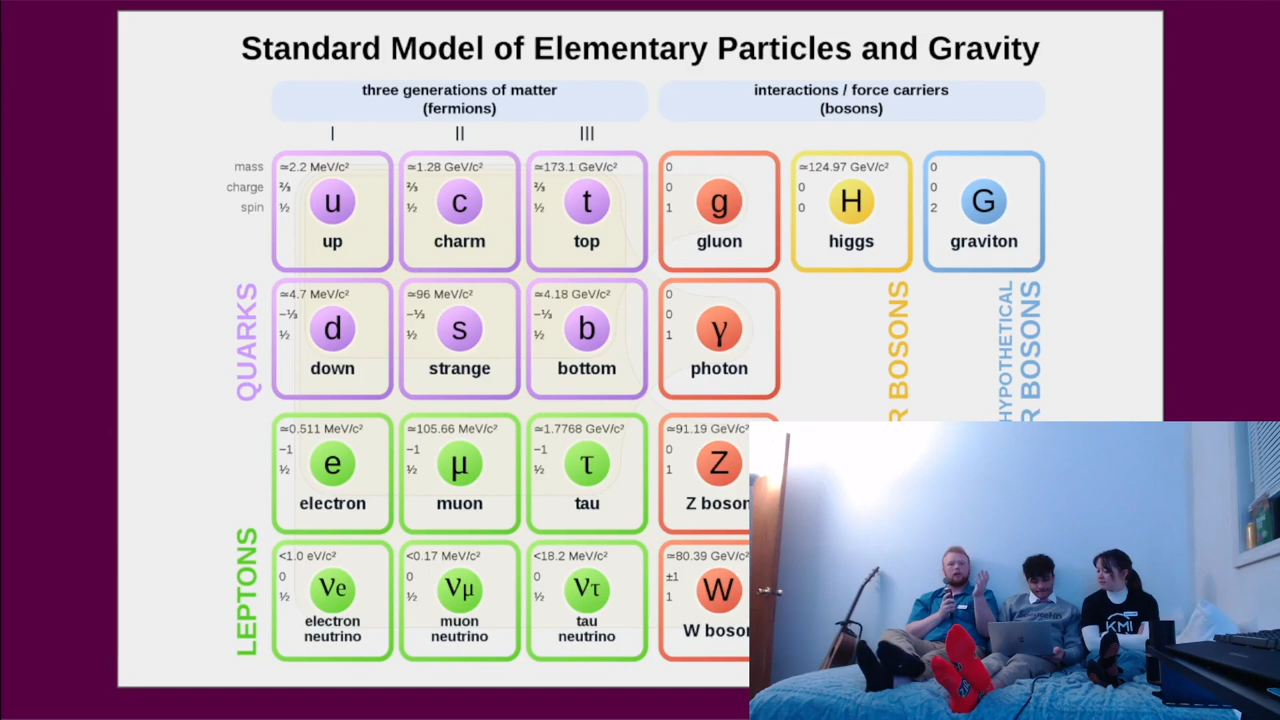 Standard Model of Elementary Particles and Gravity
three generations of matter
(fermions)
interactions / force carriers
(bosons)
I II III
mass
charge
spin
≃2.2 MeV/c²
⅔
½
u
up
≃1.28 GeV/c²
⅔
½
c
charm
≃173.1 GeV/c²
⅔
½
t
top
0
0
1
g
gluon
≃124.97 GeV/c²
0
0
H
higgs
0
0
2
G
graviton
QUARKS
≃4.7 MeV/c²
−⅓
½
d
down
≃96 MeV/c²
−⅓
½
s
strange
≃4.18 GeV/c²
−⅓
½
b
bottom
0
0
1
γ
photon
R BOSONS
HYPOTHETICAL
R BOSONS
LEPTONS
≃0.511 MeV/c²
−1
½
e
electron
≃105.66 MeV/c²
−1
½
μ
muon
≃1.7768 GeV/c²
−1
½
τ
tau
≃91.19 GeV/c²
0
1
Z
Z boson
<1.0 eV/c²
0
½
νe
electron
neutrino
<0.17 MeV/c²
0
½
νμ
muon
neutrino
<18.2 MeV/c²
0
½
ντ
tau
neutrino
≃80.39 GeV/c²
±1
1
W
W boson
KMI